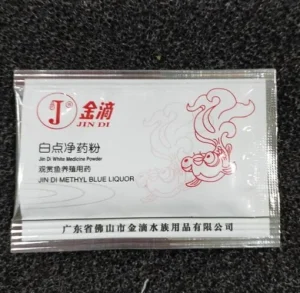 J
金滴
JIN DI
白点净药粉
Jin Di White Medicine Powder
观赏鱼养殖用药
JIN DI METHYL BLUE LIQUOR
广东省佛山市金滴水族用品有限公司